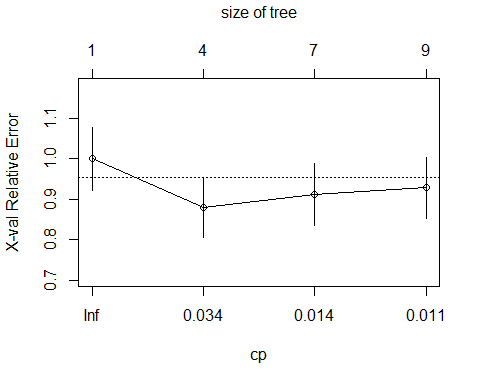 size of tree
1 4 7 9
X-val Relative Error
1.1
1.0
0.9
0.8
0.7
Inf 0.034 0.014 0.011
cp